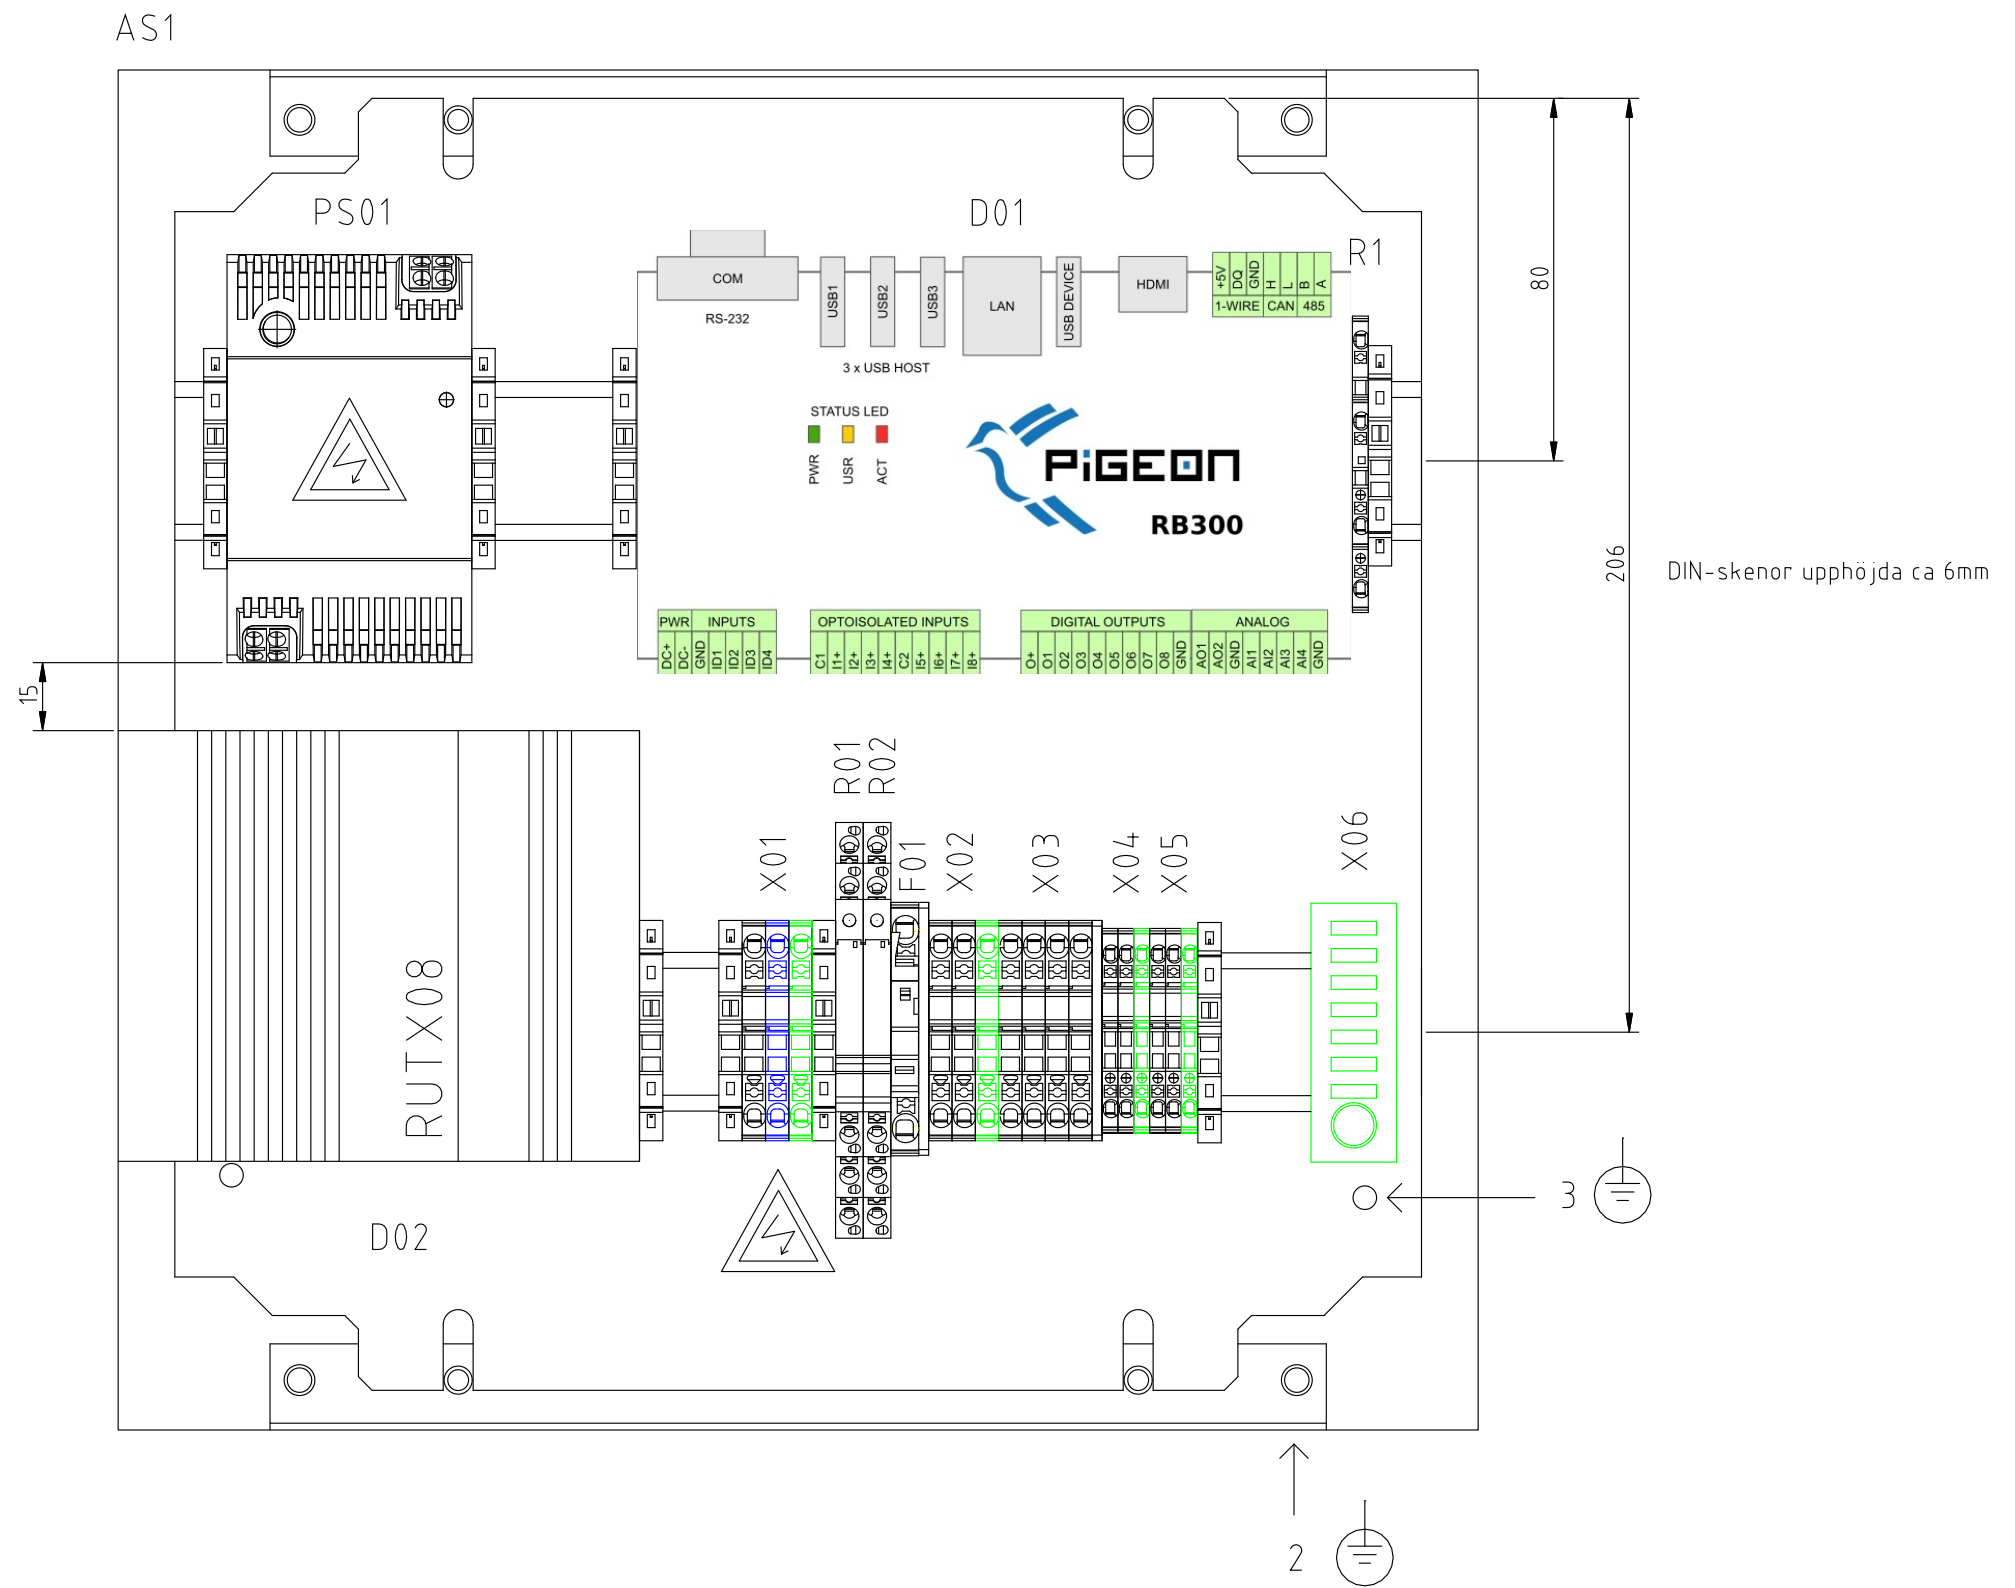 AS1
PS01
D01
R1
COM
RS-232
USB1
USB2
USB3
3 x USB HOST
LAN
USB DEVICE
HDMI
+5V
DQ
GND
H
L
B
A
1-WIRE
CAN
485
80
206
STATUS LED
PWR
USR
ACT
PiGEON
RB300
DIN-skenor upphöjda ca 6mm
PWR
INPUTS
DC+
DC-
GND
ID1
ID2
ID3
ID4
OPTOISOLATED INPUTS
C1
I1+
I2+
I3+
I4+
C2
I5+
I6+
I7+
I8+
DIGITAL OUTPUTS
O+
O1
O2
O3
O4
O5
O6
O7
O8
GND
ANALOG
AO1
AO2
GND
AI1
AI2
AI3
AI4
GND
15
R01
R02
X01
F01
X02
X03
X04
X05
X06
RUTX08
D02
3
2